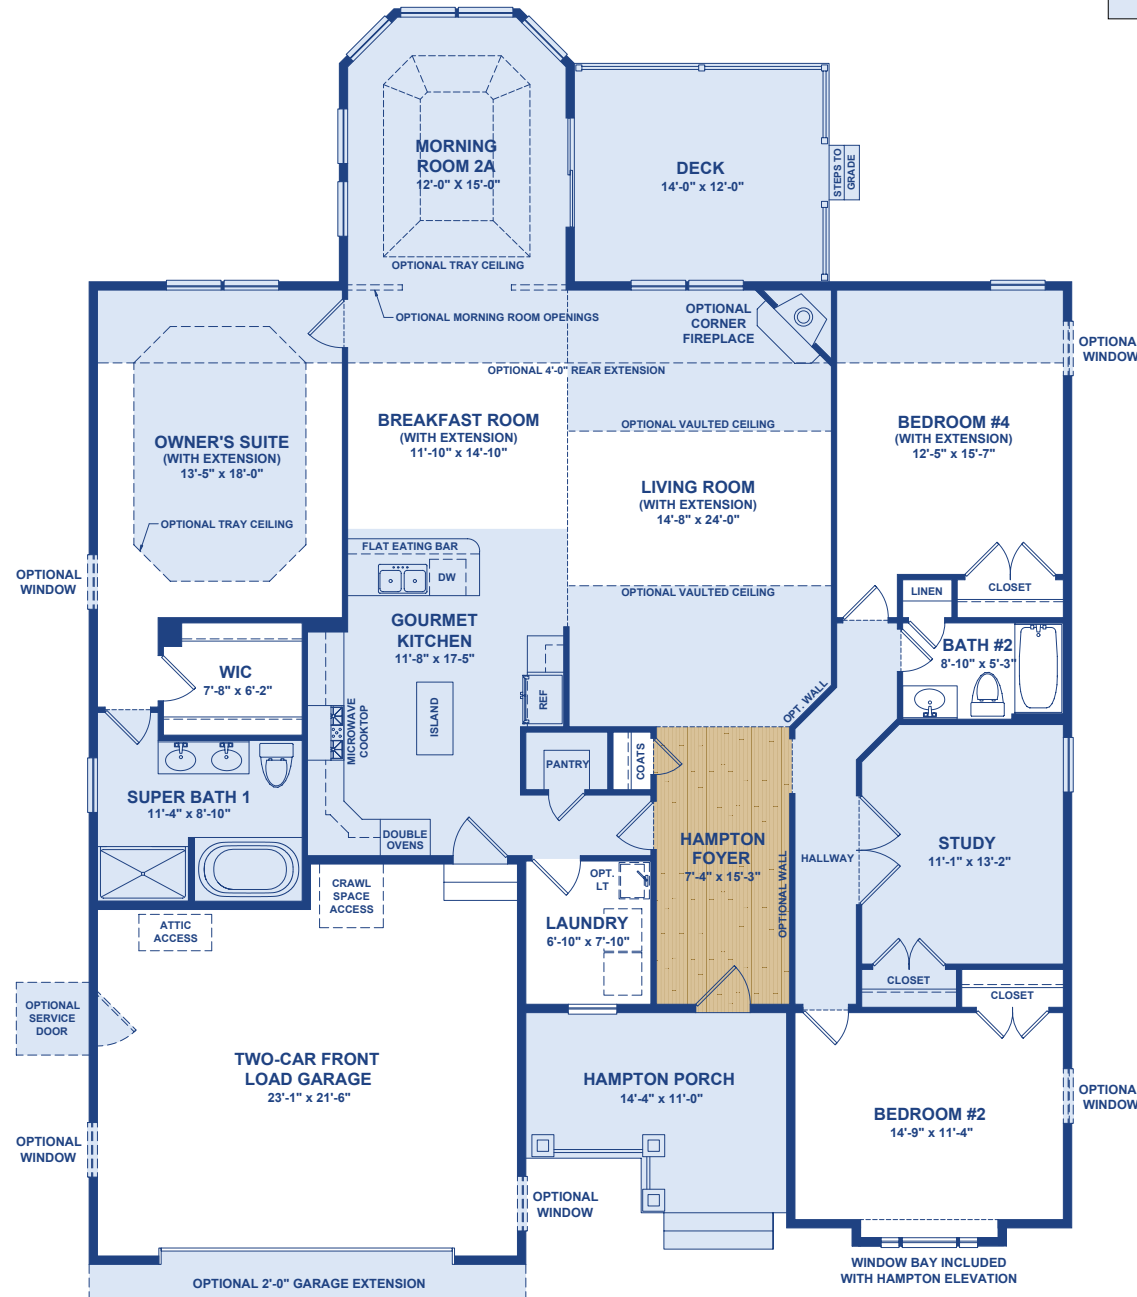 MORNING
ROOM 2A
12'-0" X 15'-0"
OPTIONAL TRAY CEILING
DECK
14'-0" x 12'-0"
STEPS TO
GRADE
OPTIONAL MORNING ROOM OPENINGS
OPTIONAL
CORNER
FIREPLACE
OPTIONAL 4'-0" REAR EXTENSION
OPTIONAL
WINDOW
OWNER'S SUITE
(WITH EXTENSION)
13'-5" x 18'-0"
OPTIONAL TRAY CEILING
BREAKFAST ROOM
(WITH EXTENSION)
11'-10" x 14'-10"
OPTIONAL VAULTED CEILING
LIVING ROOM
(WITH EXTENSION)
14'-8" x 24'-0"
OPTIONAL VAULTED CEILING
BEDROOM #4
(WITH EXTENSION)
12'-5" x 15'-7"
CLOSET
LINEN
OPTIONAL
WINDOW
FLAT EATING BAR
DW
GOURMET
KITCHEN
11'-8" x 17'-5"
ISLAND
REF
MICROWAVE
COOKTOP
DOUBLE
OVENS
WIC
7'-8" x 6'-2"
BATH #2
8'-10" x 5'-3"
OPT. WALL
PANTRY
COATS
SUPER BATH 1
11'-4" x 8'-10"
HAMPTON
FOYER
7'-4" x 15'-3"
OPTIONAL WALL
HALLWAY
STUDY
11'-1" x 13'-2"
CRAWL
SPACE
ACCESS
ATTIC
ACCESS
OPT.
LT
LAUNDRY
6'-10" x 7'-10"
CLOSET
CLOSET
OPTIONAL
SERVICE
DOOR
TWO-CAR FRONT
LOAD GARAGE
23'-1" x 21'-6"
HAMPTON PORCH
14'-4" x 11'-0"
BEDROOM #2
14'-9" x 11'-4"
OPTIONAL
WINDOW
OPTIONAL
WINDOW
OPTIONAL
WINDOW
OPTIONAL 2'-0" GARAGE EXTENSION
WINDOW BAY INCLUDED
WITH HAMPTON ELEVATION